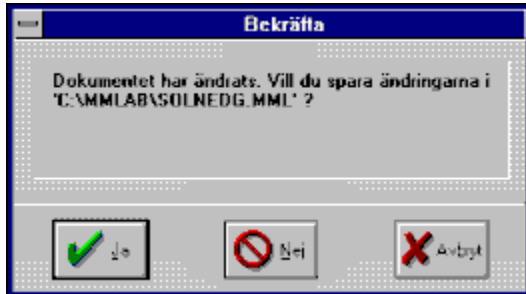 Bekräfta
Dokumentet har ändrats. Vill du spara ändringarna i
'C:\MMLAB\SOLNEDG.MML' ?
Ja
Nej
Avbryt